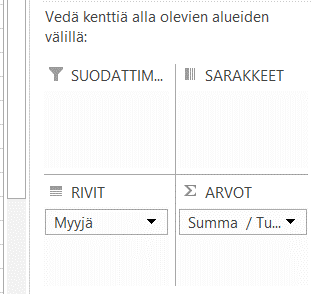 Vedä kenttiä alla olevien alueiden
välillä:
SUODATTIM...
SARAKKEET
RIVIT
ARVOT
Myyjä
Summa / Tu...